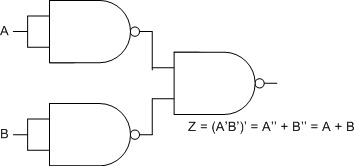 A
B
Z = (A'B')' = A'' + B'' = A + B